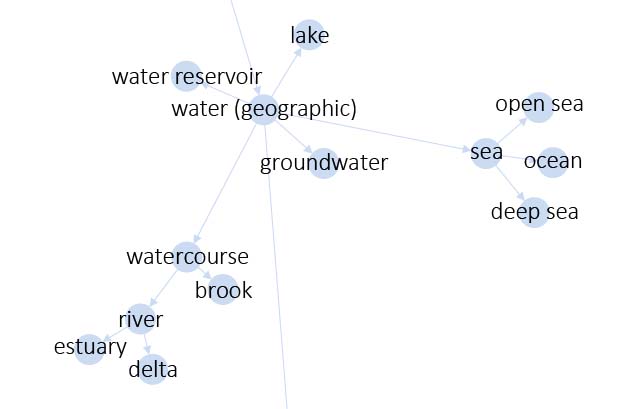 lake
water reservoir
water (geographic)
open sea
sea
ocean
groundwater
deep sea
watercourse
brook
river
estuary
delta